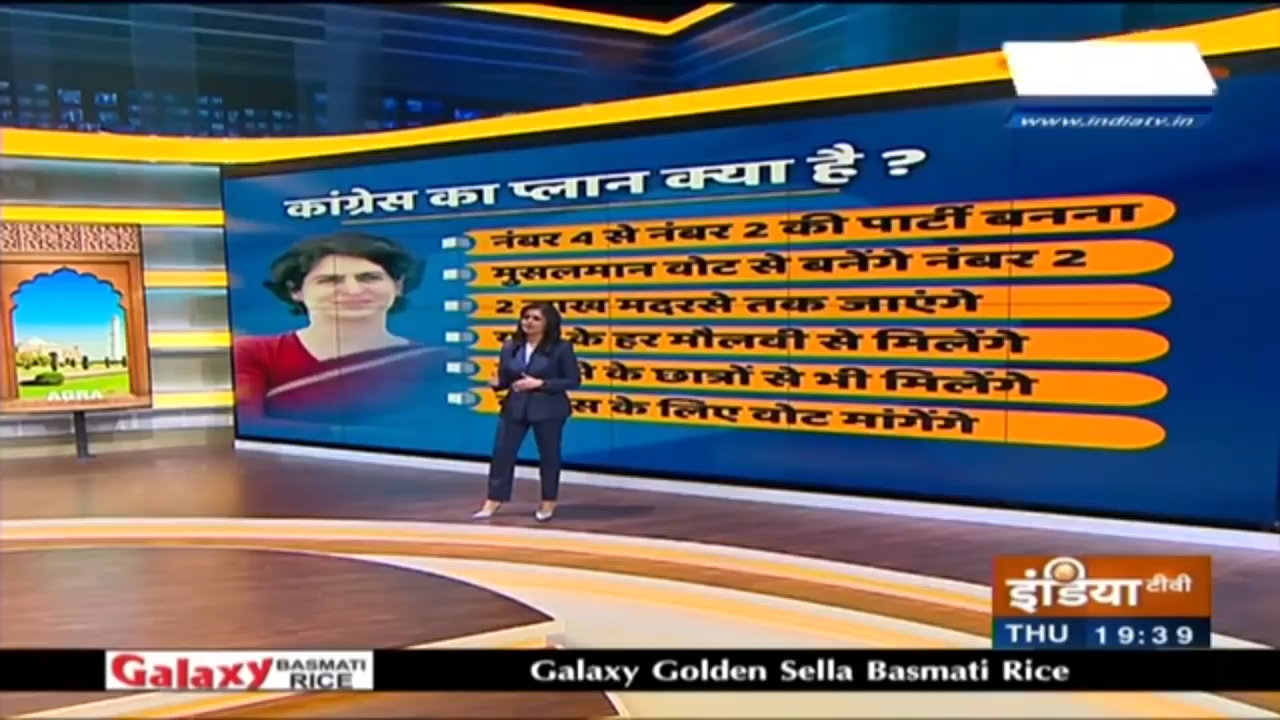 www.indiatv.in
कांग्रेस का प्लान क्या है ?
नंबर 4 से नंबर 2 की पार्टी बनना
मुसलमान वोट से बनेंगे नंबर 2
2 मदरसे तक जाएंगे
के हर मौलवी से मिलेंगे
के छात्रों से भी मिलेंगे
के लिए वोट मांगेंगे
AGRA
इंडिया टीवी
THU 19:39
Galaxy BASMATI RICE
Galaxy Golden Sella Basmati Rice